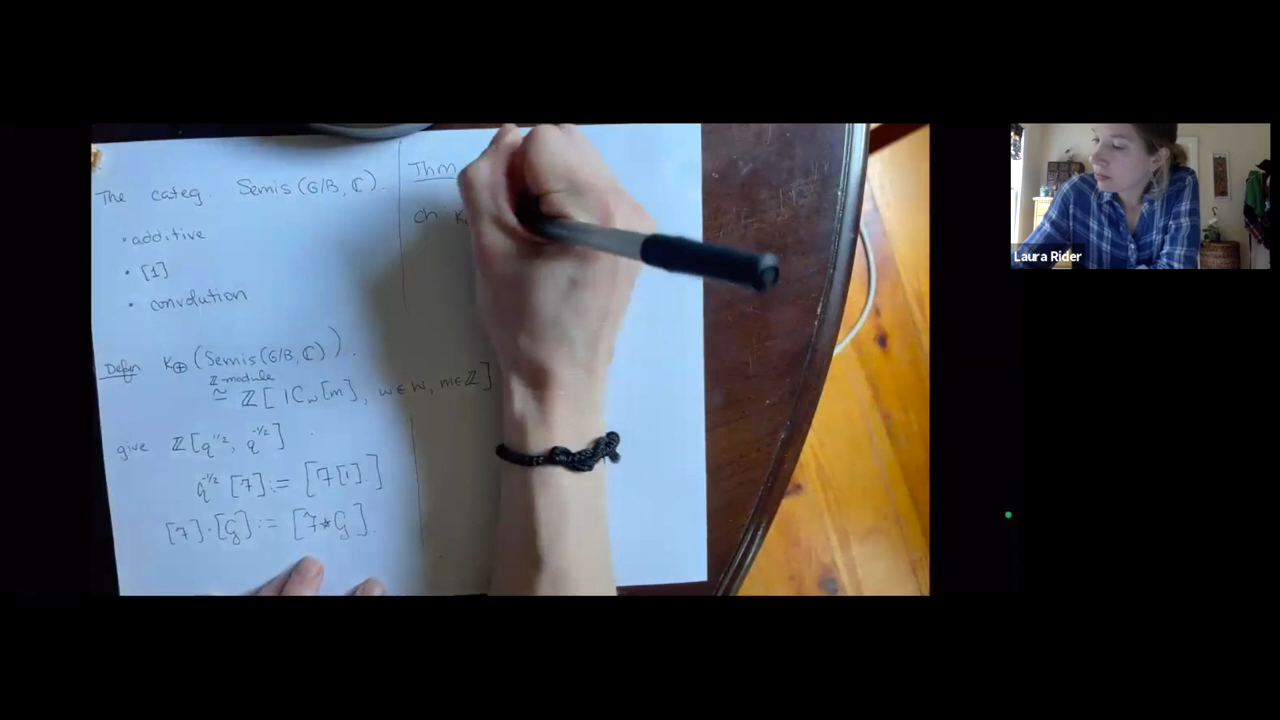 The categ. Semis (G/B, ℂ).
• additive
• [1]
• convolution
Defn K⊕ (Semis (G/B, ℂ)).
ℤ-module
≅ ℤ[ ICw[m], w∈W, m∈ℤ]
give ℤ[q^{1/2}, q^{-1/2}]
q^{-1/2} [F] := [F[1]]
[F]·[G] := [F*G].
Thm
ch K
Laura Rider